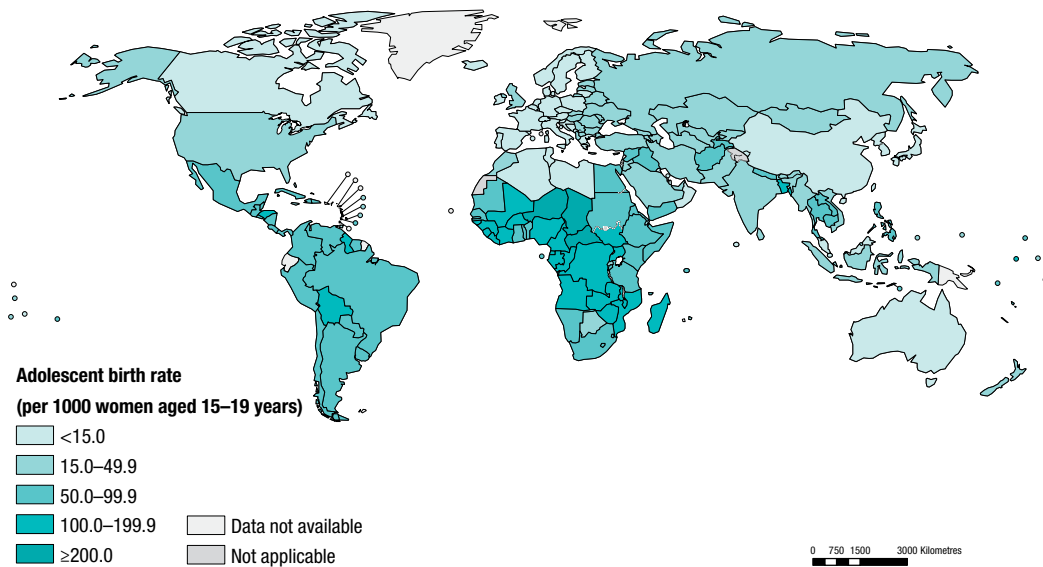 Adolescent birth rate
(per 1000 women aged 15–19 years)
<15.0
15.0–49.9
50.0–99.9
100.0–199.9
≥200.0
Data not available
Not applicable
0 750 1500 3000 Kilometres